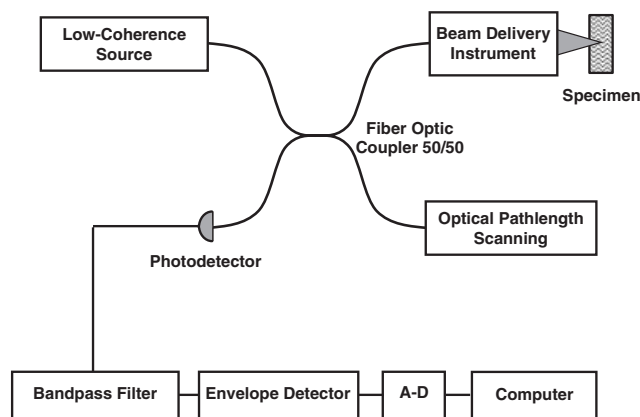 Low-Coherence
Source
Beam Delivery
Instrument
Specimen
Fiber Optic
Coupler 50/50
Optical Pathlength
Scanning
Photodetector
Bandpass Filter
Envelope Detector
A-D
Computer